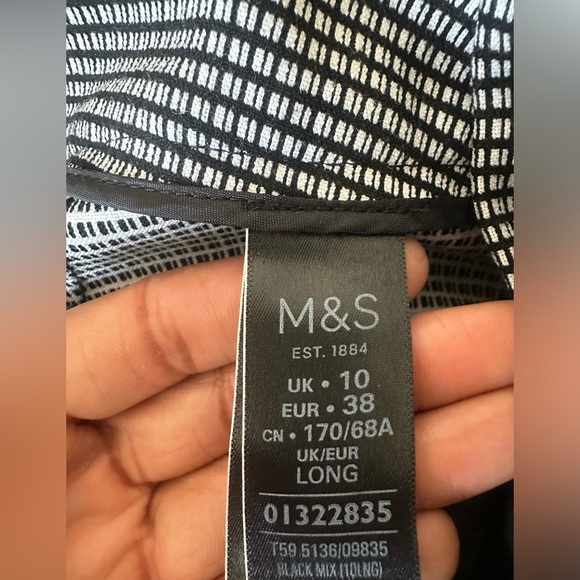 M&S
EST. 1884
UK • 10
EUR • 38
CN • 170/68A
UK/EUR
LONG
01322835
T59 5136/09835
BLACK MIX (10LNG)